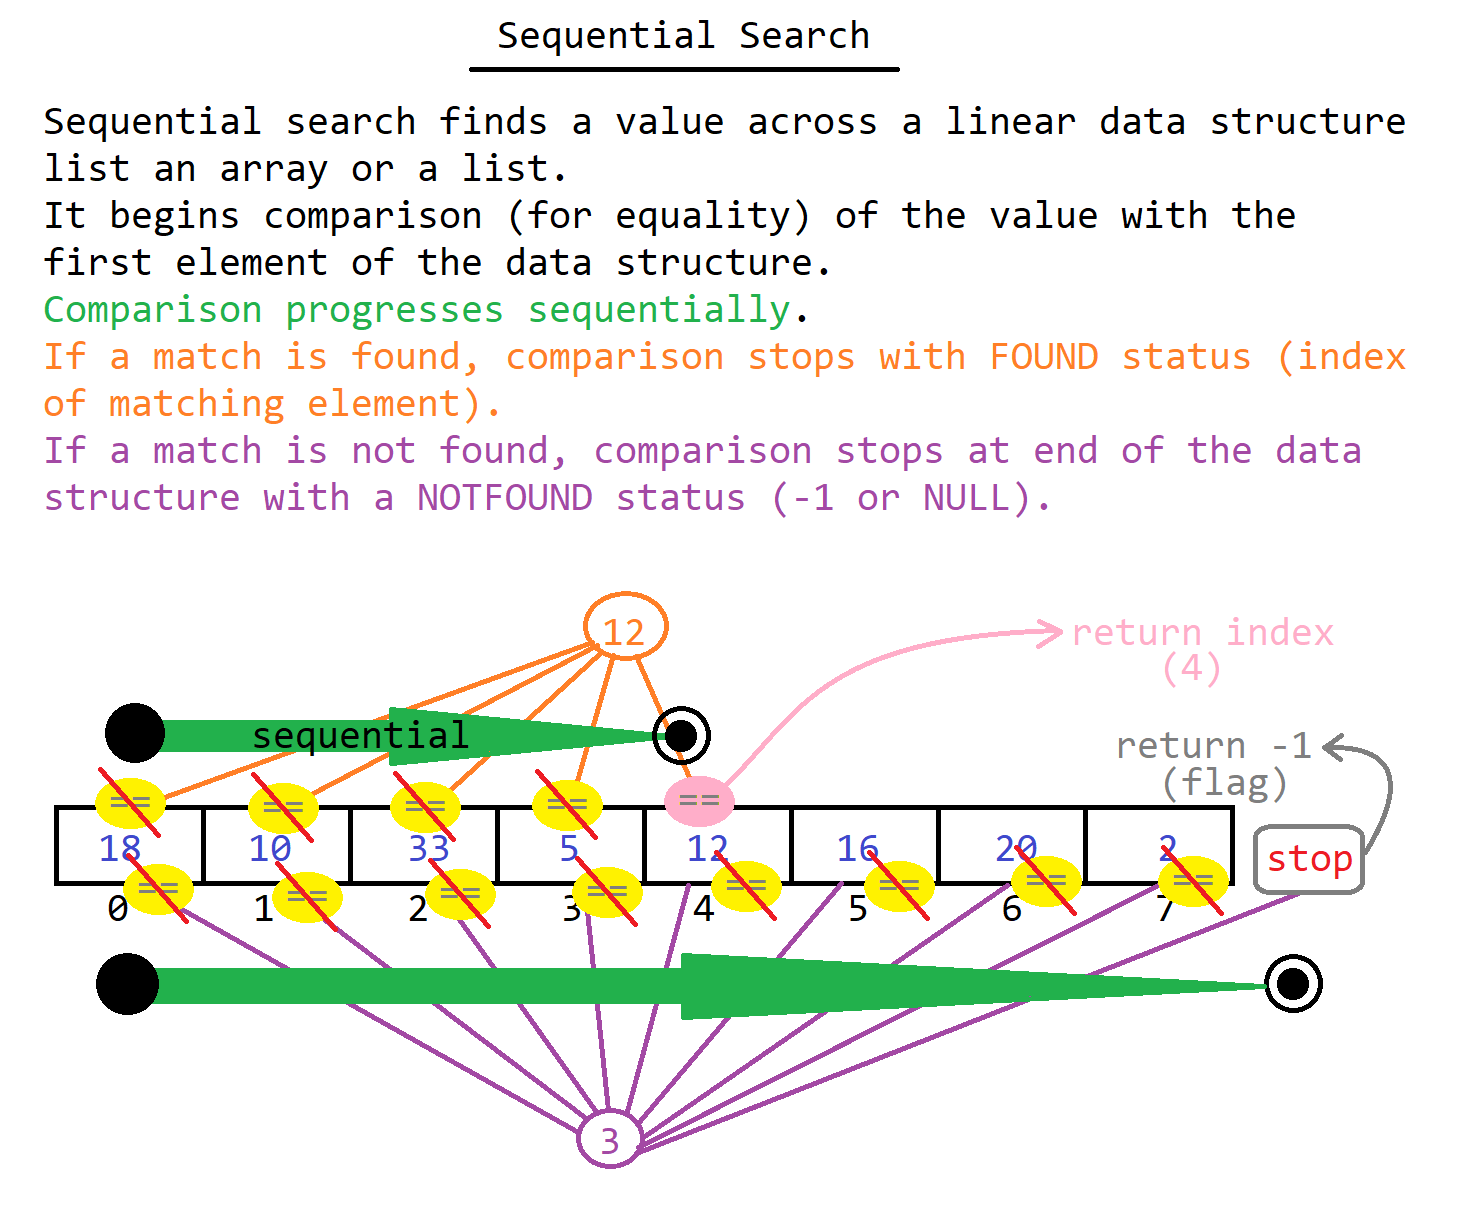 Sequential Search
Sequential search finds a value across a linear data structure
list an array or a list.
It begins comparison (for equality) of the value with the
first element of the data structure.
Comparison progresses sequentially.
If a match is found, comparison stops with FOUND status (index
of matching element).
If a match is not found, comparison stops at end of the data
structure with a NOTFOUND status (-1 or NULL).
12
return index
(4)
sequential
return -1
(flag)
== == == == ==
18 10 33 5 12 16 20 2 stop
== == == == == == == ==
0 1 2 3 4 5 6 7
3